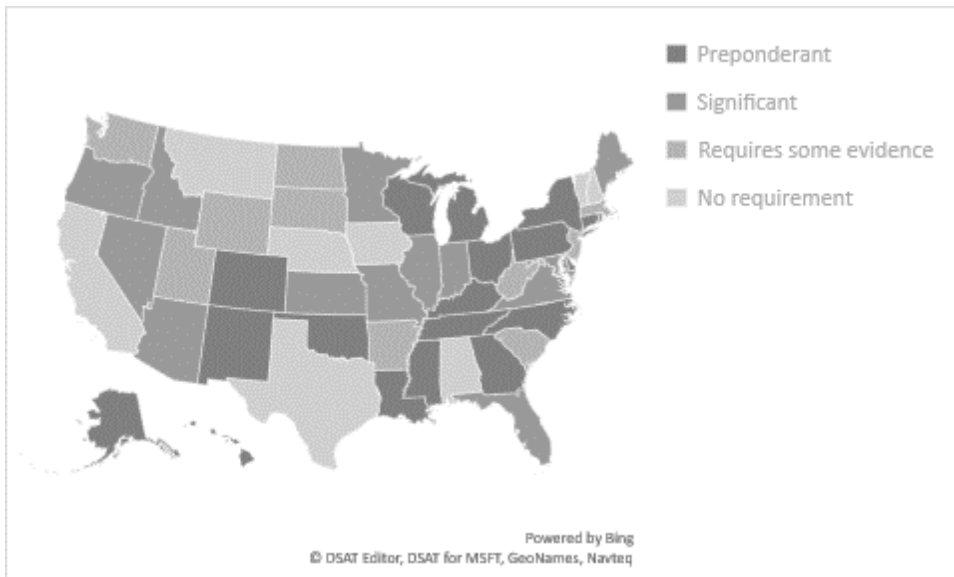 Preponderant
Significant
Requires some evidence
No requirement
Powered by Bing
© DSAT Editor, DSAT for MSFT, GeoNames, Navteq